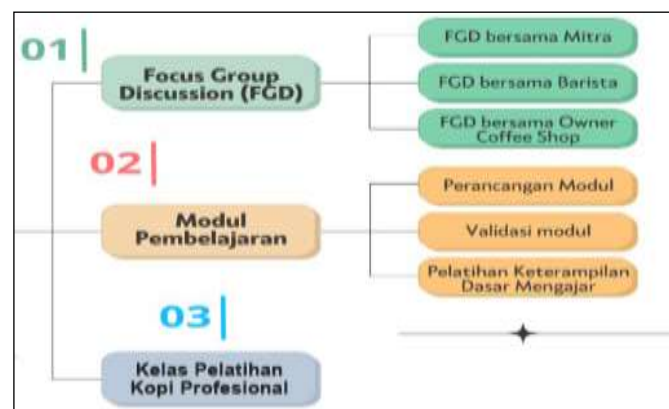 01
Focus Group
Discussion (FGD)
FGD bersama Mitra
FGD bersama Barista
FGD bersama Owner
Coffee Shop
02
Modul
Pembelajaran
Perancangan Modul
Validasi modul
Pelatihan Keterampilan
Dasar Mengajar
03
Kelas Pelatihan
Kopi Profesional